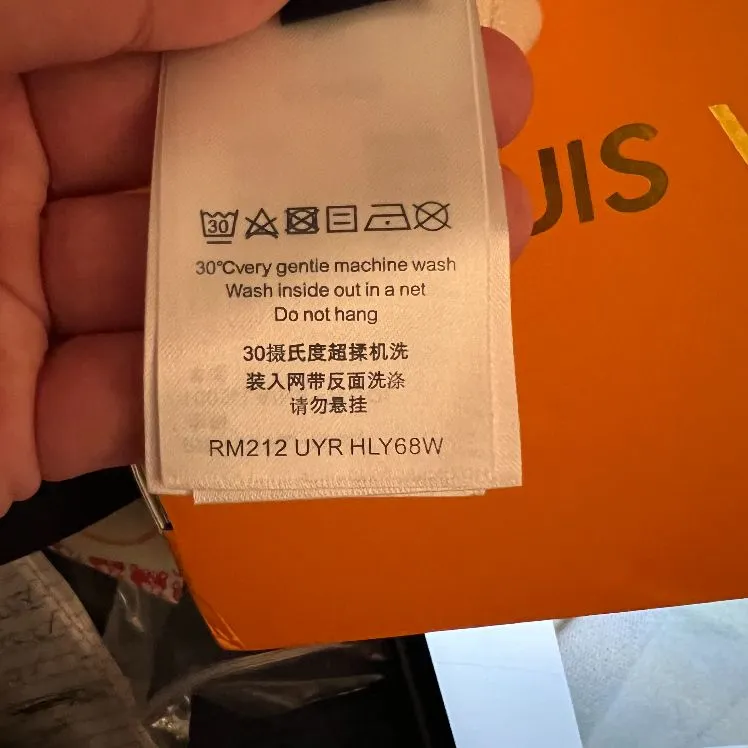 UIS
30
30℃very gentie machine wash
Wash inside out in a net
Do not hang
30摄氏度超揉机洗
装入网带反面洗涤
请勿悬挂
RM212 UYR HLY68W